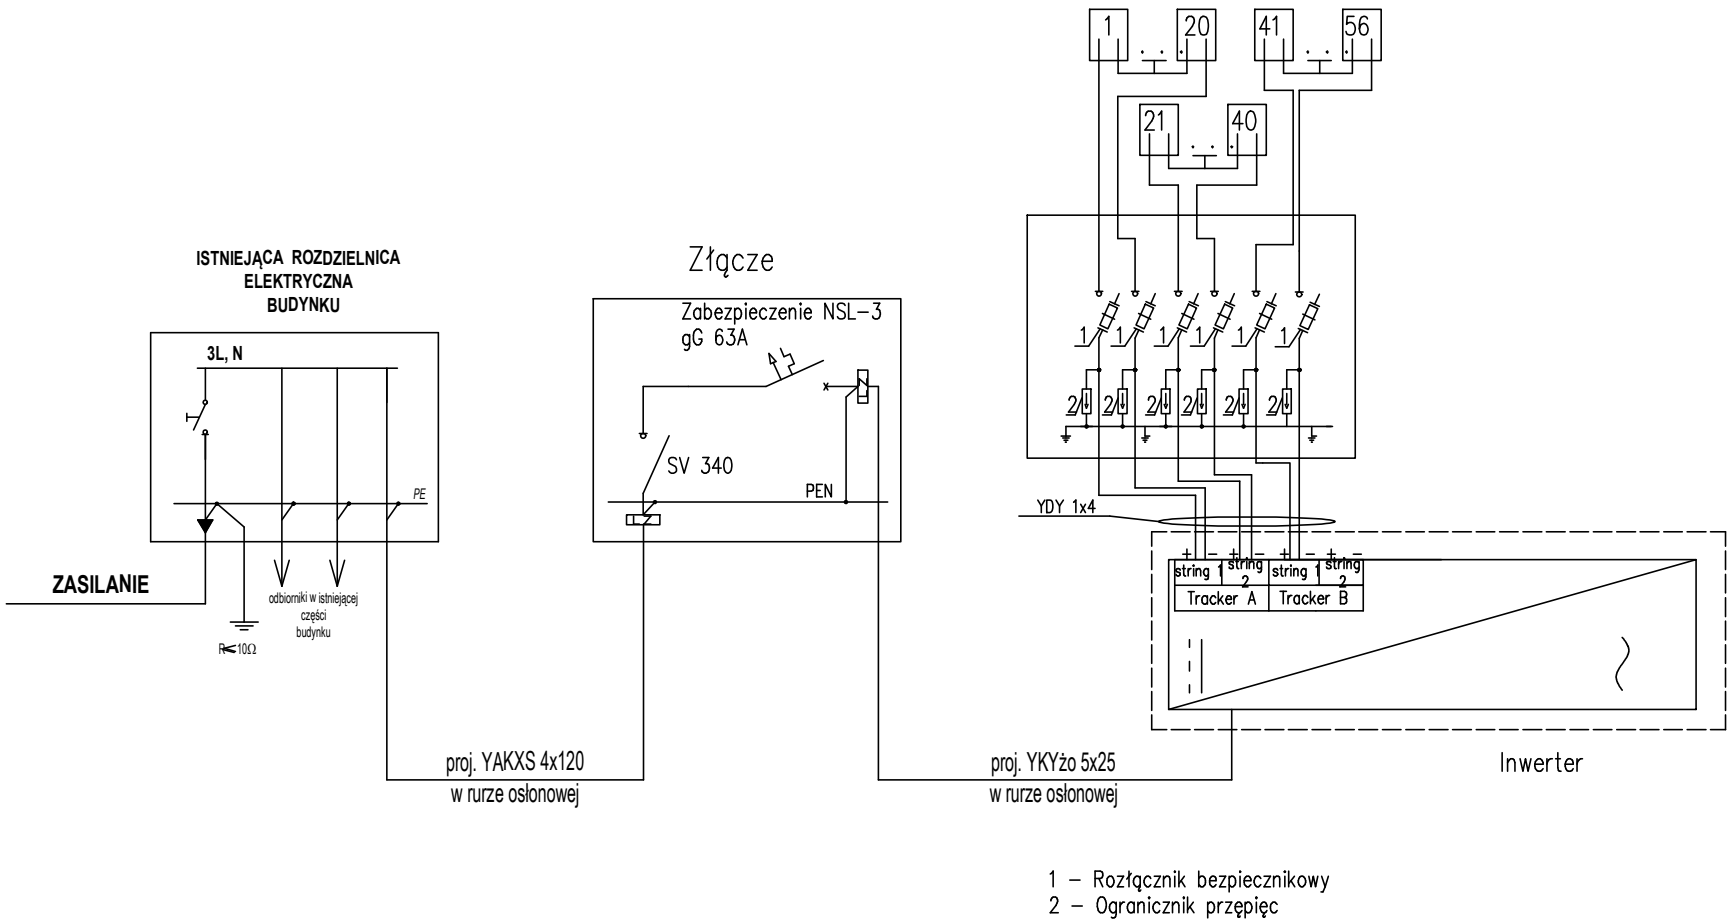 1 20 41 56
21 40
ISTNIEJĄCA ROZDZIELNICA
ELEKTRYCZNA
BUDYNKU
3L, N
PE
ZASILANIE
odbiorniki w istniejącej
części
budynku
R<10Ω
Złącze
Zabezpieczenie NSL-3
gG 63A
SV 340
PEN
1 1 1 1 1 1
2 2 2 2 2 2
YDY 1x4
+ - + - + - + -
string 1 string 2 string 1 string 2
Tracker A Tracker B
Inwerter
proj. YAKXS 4x120
w rurze osłonowej
proj. YKYżo 5x25
w rurze osłonowej
1 - Rozłącznik bezpiecznikowy
2 - Ogranicznik przępięc